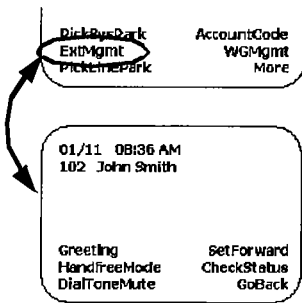 PickBysPark AccountCode
ExtMgmt WGMgmt
PickLinePark More
01/11 08:36 AM
102 John Smith
Greeting SetForward
HandFreeMode CheckStatus
DialToneMute GoBack